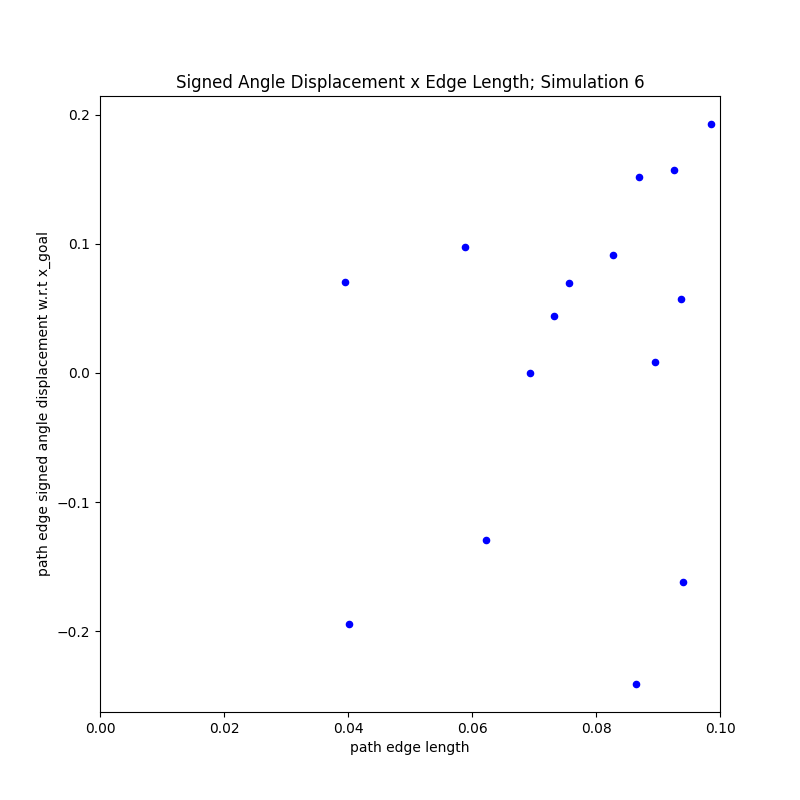 Signed Angle Displacement x Edge Length; Simulation 6
path edge signed angle displacement w.r.t x_goal
0.2
0.1
0.0
−0.1
−0.2
0.00 0.02 0.04 0.06 0.08 0.10
path edge length